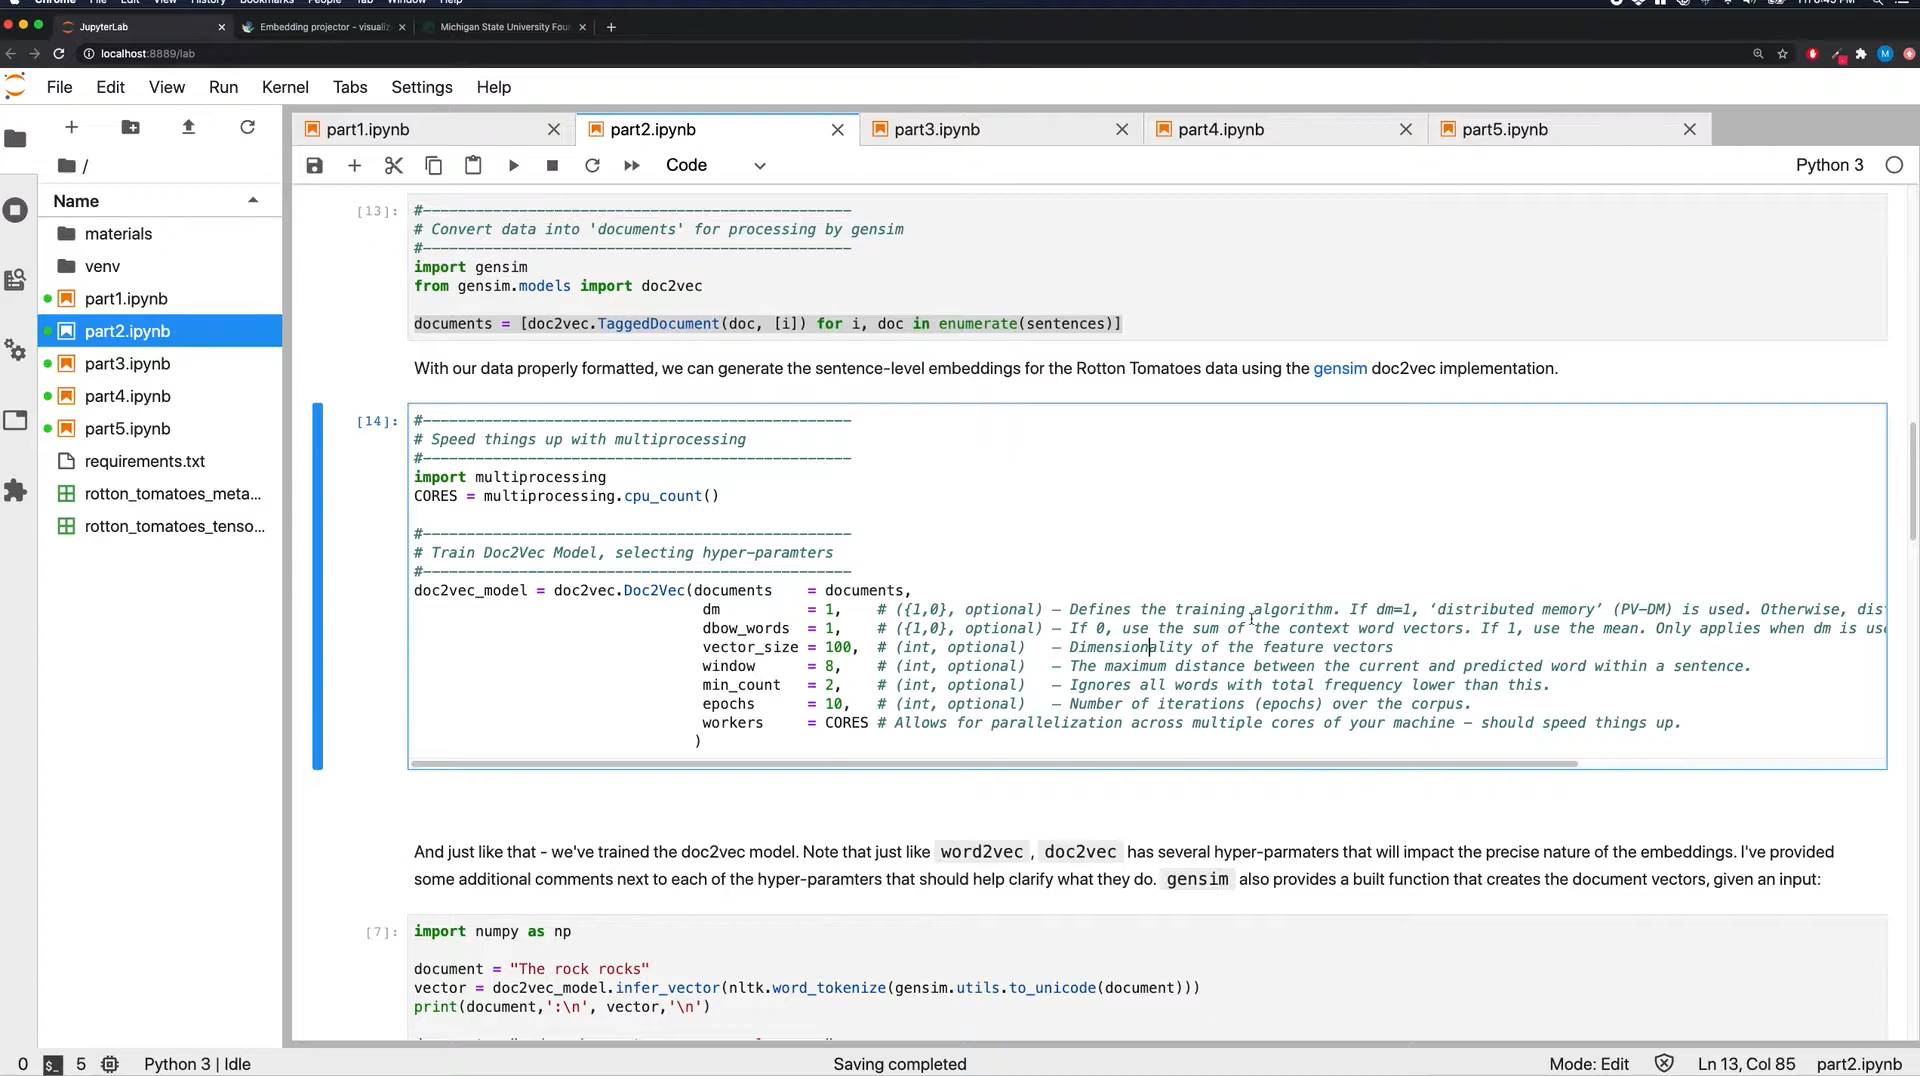 Chrome File Edit View History Bookmarks People Tab Window Help
JupyterLab
Embedding projector - visualiz
Michigan State University Foun
localhost:8889/lab
M
File Edit View Run Kernel Tabs Settings Help
part1.ipynb
part2.ipynb
part3.ipynb
part4.ipynb
part5.ipynb
Code
Python 3
/
Name
materials
venv
part1.ipynb
part2.ipynb
part3.ipynb
part4.ipynb
part5.ipynb
requirements.txt
rotton_tomatoes_meta...
rotton_tomatoes_tenso...
[13]:
#--------------------------------------------------
# Convert data into 'documents' for processing by gensim
#--------------------------------------------------
import gensim
from gensim.models import doc2vec
documents = [doc2vec.TaggedDocument(doc, [i]) for i, doc in enumerate(sentences)]
With our data properly formatted, we can generate the sentence-level embeddings for the Rotton Tomatoes data using the gensim doc2vec implementation.
[14]:
#--------------------------------------------------
# Speed things up with multiprocessing
#--------------------------------------------------
import multiprocessing
CORES = multiprocessing.cpu_count()
#--------------------------------------------------
# Train Doc2Vec Model, selecting hyper-paramters
#--------------------------------------------------
doc2vec_model = doc2vec.Doc2Vec(documents = documents,
dm = 1, # ({1,0}, optional) – Defines the training algorithm. If dm=1, ‘distributed memory’ (PV-DM) is used. Otherwise, dis
dbow_words = 1, # ({1,0}, optional) – If 0, use the sum of the context word vectors. If 1, use the mean. Only applies when dm is use
vector_size = 100, # (int, optional) – Dimensionality of the feature vectors
window = 8, # (int, optional) – The maximum distance between the current and predicted word within a sentence.
min_count = 2, # (int, optional) – Ignores all words with total frequency lower than this.
epochs = 10, # (int, optional) – Number of iterations (epochs) over the corpus.
workers = CORES # Allows for parallelization across multiple cores of your machine – should speed things up.
)
And just like that - we've trained the doc2vec model. Note that just like word2vec , doc2vec has several hyper-parmaters that will impact the precise nature of the embeddings. I've provided
some additional comments next to each of the hyper-paramters that should help clarify what they do. gensim also provides a built function that creates the document vectors, given an input:
[7]:
import numpy as np
document = "The rock rocks"
vector = doc2vec_model.infer_vector(nltk.word_tokenize(gensim.utils.to_unicode(document)))
print(document,':\n', vector,'\n')
0 5 Python 3 | Idle
Saving completed
Mode: Edit
Ln 13, Col 85
part2.ipynb